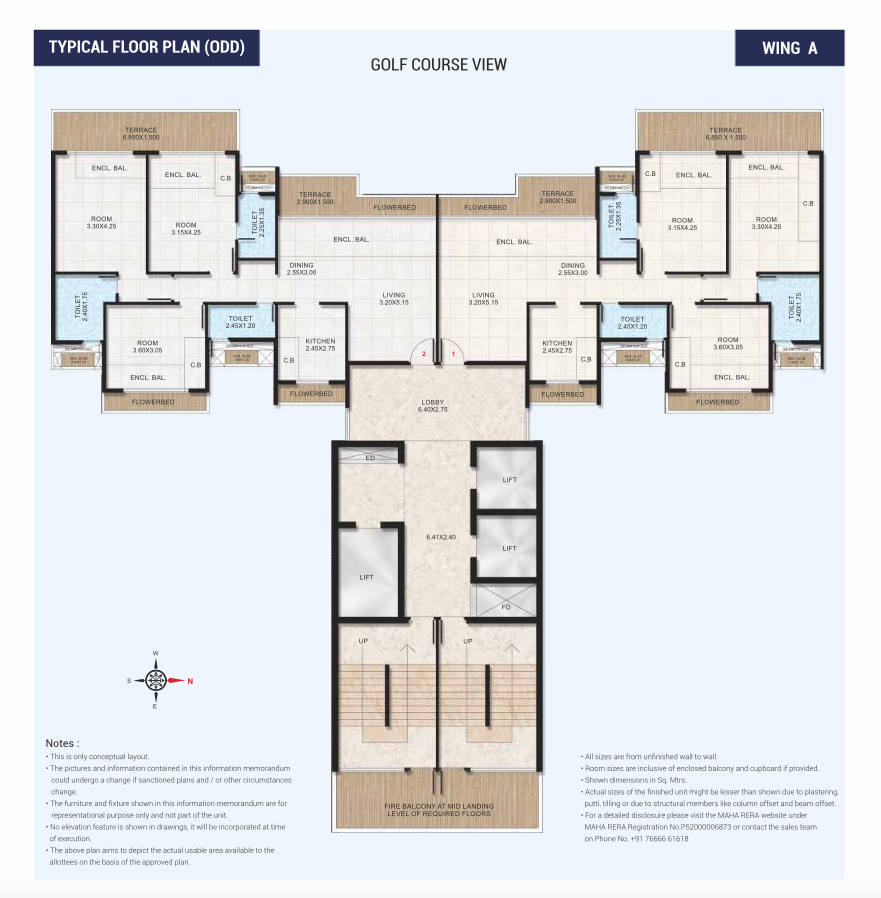 TYPICAL FLOOR PLAN (ODD)
WING A
GOLF COURSE VIEW
TERRACE
6.850X1.500
TERRACE
6.850 X 1.500
ENCL. BAL.
ENCL. BAL.
C.B
C.B
ENCL. BAL.
ENCL. BAL.
TERRACE
2.900X1.500
FLOWERBED
FLOWERBED
TERRACE
2.900X1.500
C.B
ROOM
3.30X4.25
ROOM
3.15X4.25
TOILET
2.25X1.35
TOILET
2.25X1.35
ROOM
3.15X4.25
ROOM
3.30X4.25
ENCL. BAL.
ENCL. BAL.
DINING
2.55X3.00
DINING
2.55X3.00
TOILET
2.40X1.75
LIVING
3.20X5.15
LIVING
3.20X5.15
TOILET
2.40X1.75
TOILET
2.45X1.20
TOILET
2.45X1.20
ROOM
3.60X3.05
KITCHEN
2.45X2.75
KITCHEN
2.45X2.75
ROOM
3.60X3.05
2
1
C.B
C.B
C.B
C.B
ENCL. BAL.
ENCL. BAL.
FLOWERBED
FLOWERBED
FLOWERBED
FLOWERBED
LOBBY
6.40X2.75
ED
LIFT
6.41X2.40
LIFT
LIFT
FD
UP
UP
W
S
N
E
FIRE BALCONY AT MID LANDING
LEVEL OF REQUIRED FLOORS
Notes :
• This is only conceptual layout.
• The pictures and information contained in this information memorandum
could undergo a change if sanctioned plans and / or other circumstances
change.
• The furniture and fixture shown in this information memorandum are for
representational purpose only and not part of the unit.
• No elevation feature is shown in drawings, it will be incorporated at time
of execution.
• The above plan aims to depict the actual usable area available to the
allottees on the basis of the approved plan.
• All sizes are from unfinished wall to wall.
• Room sizes are inclusive of enclosed balcony and cupboard if provided.
• Shown dimensions in Sq. Mtrs.
• Actual sizes of the finished unit might be lesser than shown due to plastering,
putti, tilling or due to structural members like column offset and beam offset.
• For a detailed disclosure please visit the MAHA RERA website under
MAHA RERA Registration No.P52000006873 or contact the sales team
on Phone No. +91 76666 61618